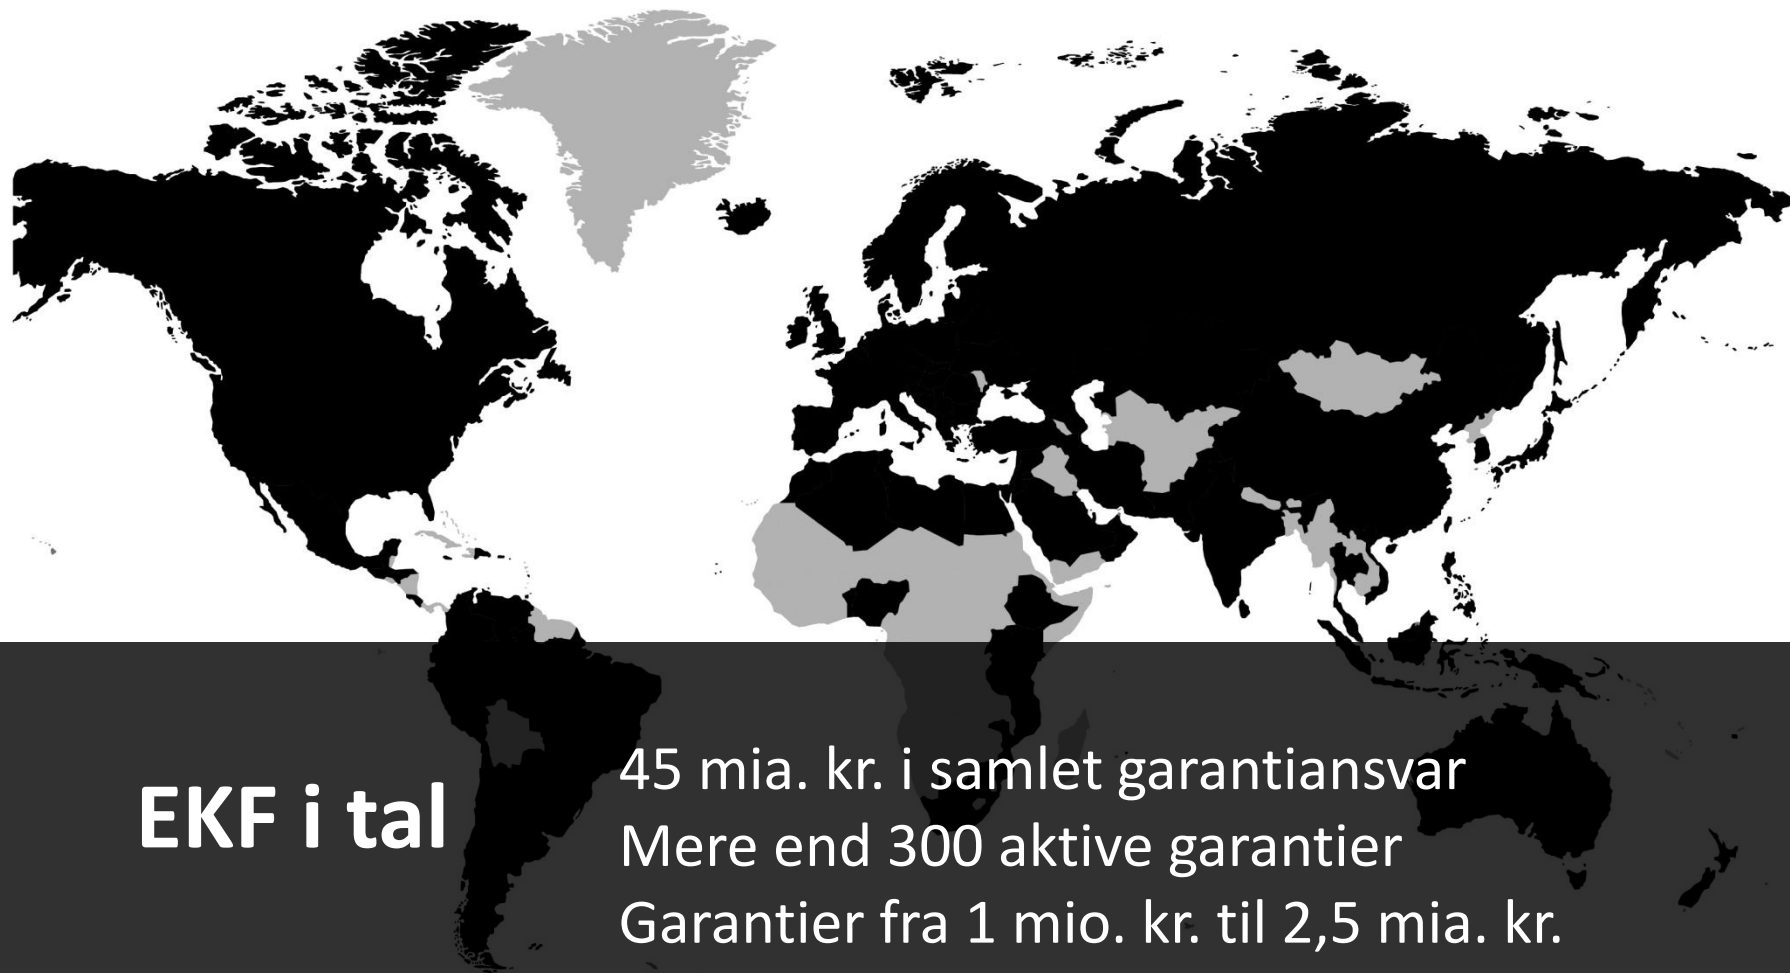 EKF i tal
45 mia. kr. i samlet garantiansvar
Mere end 300 aktive garantier
Garantier fra 1 mio. kr. til 2,5 mia. kr.